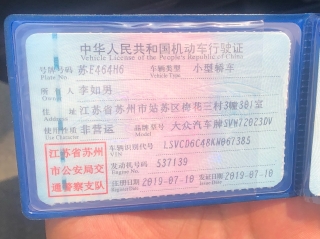 中华人民共和国机动车行驶证
Vehicle License of the People's Republic of China
号牌号码 苏E464H6 车辆类型 小型轿车
Plate No. Vehicle Type
所有人 李如男
Owner
住址 江苏省苏州市姑苏区梅花三村3幢301室
Address
使用性质 非营运 品牌型号 大众汽车牌SVW72023DV
Use Character Model
江苏省苏州
市公安局交
通警察支队
车辆识别代号 LSVCD6C48KN067385
VIN
发动机号码 S37139
Engine No.
注册日期 2019-07-10 发证日期 2019-07-10
Register Date Issue Date